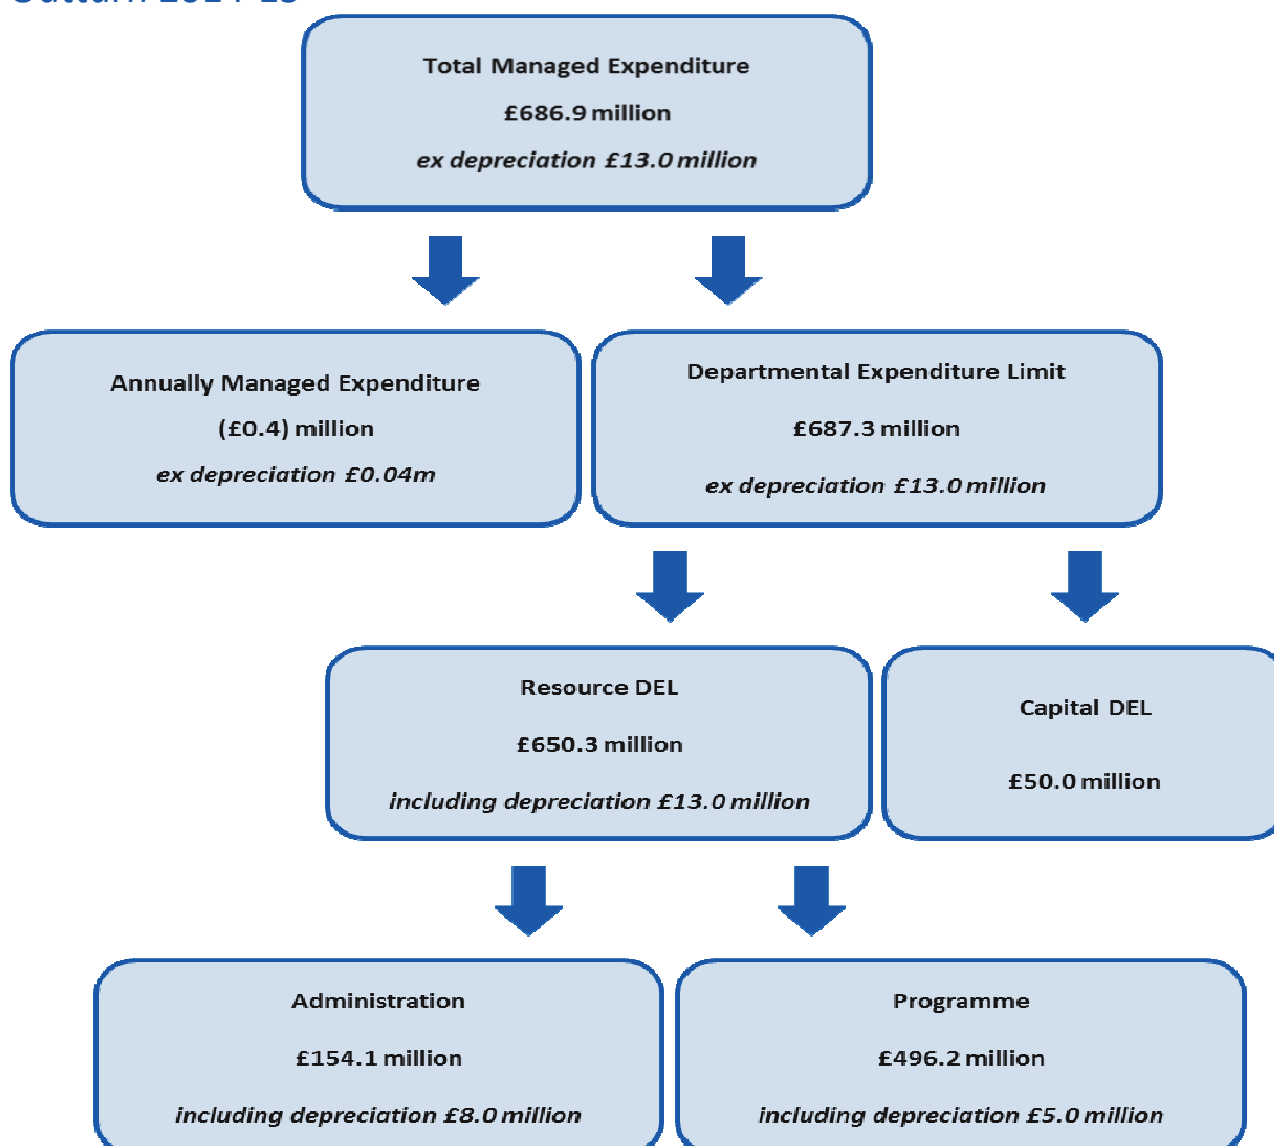 Outturn 2014-15
Total Managed Expenditure
£686.9 million
ex depreciation £13.0 million
Annually Managed Expenditure
(£0.4) million
ex depreciation £0.04m
Departmental Expenditure Limit
£687.3 million
ex depreciation £13.0 million
Resource DEL
£650.3 million
including depreciation £13.0 million
Capital DEL
£50.0 million
Administration
£154.1 million
including depreciation £8.0 million
Programme
£496.2 million
including depreciation £5.0 million